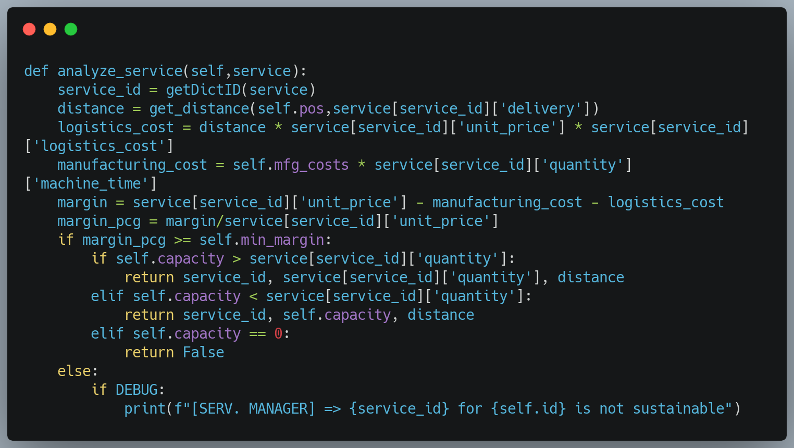 def analyze_service(self,service):
    service_id = getDictID(service)
    distance = get_distance(self.pos,service[service_id]['delivery'])
    logistics_cost = distance * service[service_id]['unit_price'] * service[service_id]
['logistics_cost']
    manufacturing_cost = self.mfg_costs * service[service_id]['quantity']
['machine_time']
    margin = service[service_id]['unit_price'] - manufacturing_cost - logistics_cost
    margin_pcg = margin/service[service_id]['unit_price']
    if margin_pcg >= self.min_margin:
        if self.capacity > service[service_id]['quantity']:
            return service_id, service[service_id]['quantity'], distance
        elif self.capacity < service[service_id]['quantity']:
            return service_id, self.capacity, distance
        elif self.capacity == 0:
            return False
    else:
        if DEBUG:
            print(f"[SERV. MANAGER] => {service_id} for {self.id} is not sustainable")